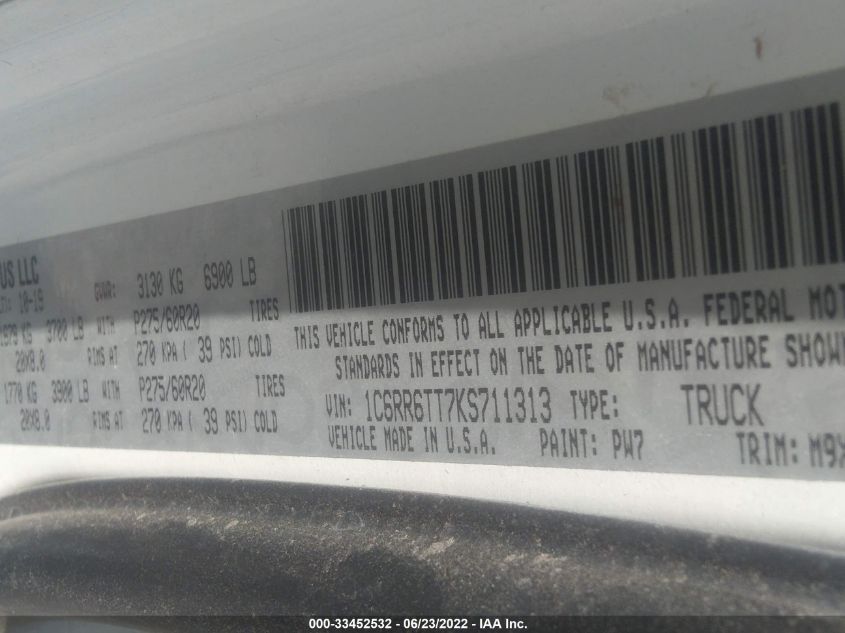 US LLC
10-19
GVWR: 3130 KG 6900 LB
KG 3700 LB WITH P275/60R20 TIRES
20X8.0 RIMS AT 270 KPA ( 39 PSI) COLD
1770 KG 3900 LB WITH P275/60R20 TIRES
20X8.0 RIMS AT 270 KPA ( 39 PSI) COLD
THIS VEHICLE CONFORMS TO ALL APPLICABLE U.S.A. FEDERAL MOT
STANDARDS IN EFFECT ON THE DATE OF MANUFACTURE SHOWN
VIN: 1C6RR6TT7KS711313 TYPE: TRUCK
VEHICLE MADE IN U.S.A. PAINT: PW7 TRIM: M9X
000-33452532 - 06/23/2022 - IAA Inc.